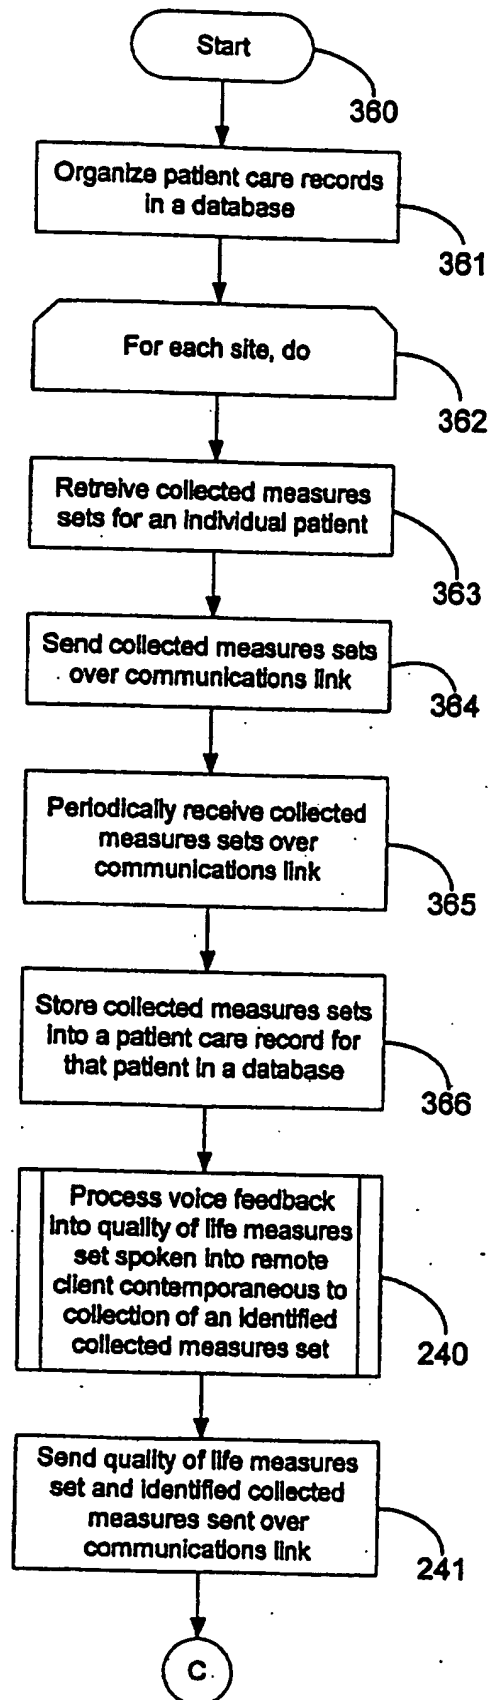 Start
360
Organize patient care records
in a database
361
For each site, do
362
Retreive collected measures
sets for an individual patient
363
Send collected measures sets
over communications link
364
Periodically receive collected
measures sets over
communications link
365
Store collected measures sets
into a patient care record for
that patient in a database
366
Process voice feedback
into quality of life measures
set spoken into remote
client contemporaneous to
collection of an identified
collected measures set
240
Send quality of life measures
set and identified collected
measures sent over
communications link
241
C